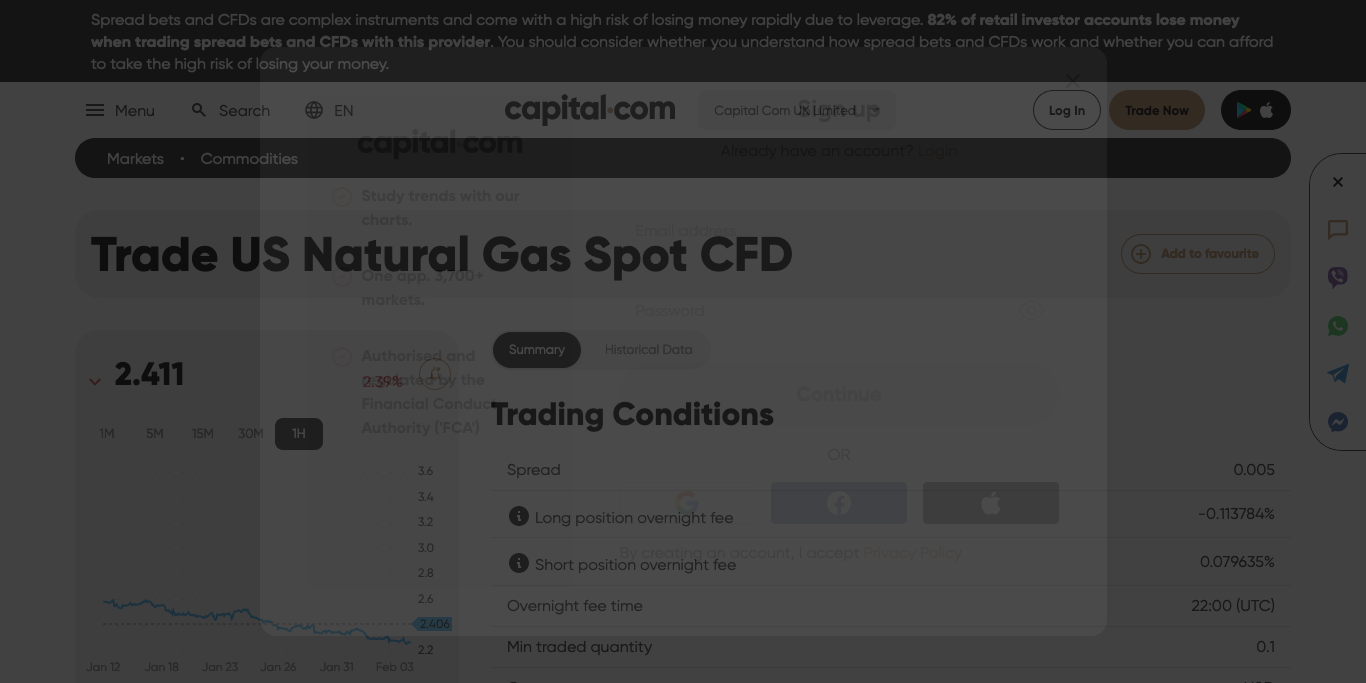 Spread bets and CFDs are complex instruments and come with a high risk of losing money rapidly due to leverage. 82% of retail investor accounts lose money
when trading spread bets and CFDs with this provider. You should consider whether you understand how spread bets and CFDs work and whether you can afford
to take the high risk of losing your money.
Menu
Search
EN
capital.com
Capital Com UK Limited
Log In
Trade Now
Markets • Commodities
Sign up
Already have an account? Login
capital.com
Study trends with our
charts.
One app. 3,700+
markets.
Authorised and
regulated by the
Financial Conduct
Authority ('FCA')
Email address
Password
Continue
OR
By creating an account, I accept Privacy Policy
Trade US Natural Gas Spot CFD
Add to favourite
2.411
2.39%
1M 5M 15M 30M 1H
3.6
3.4
3.2
3.0
2.8
2.6
2.406
2.2
Jan 12 Jan 18 Jan 23 Jan 26 Jan 31 Feb 03
Summary Historical Data
Trading Conditions
Spread 0.005
Long position overnight fee -0.113784%
Short position overnight fee 0.079635%
Overnight fee time 22:00 (UTC)
Min traded quantity 0.1